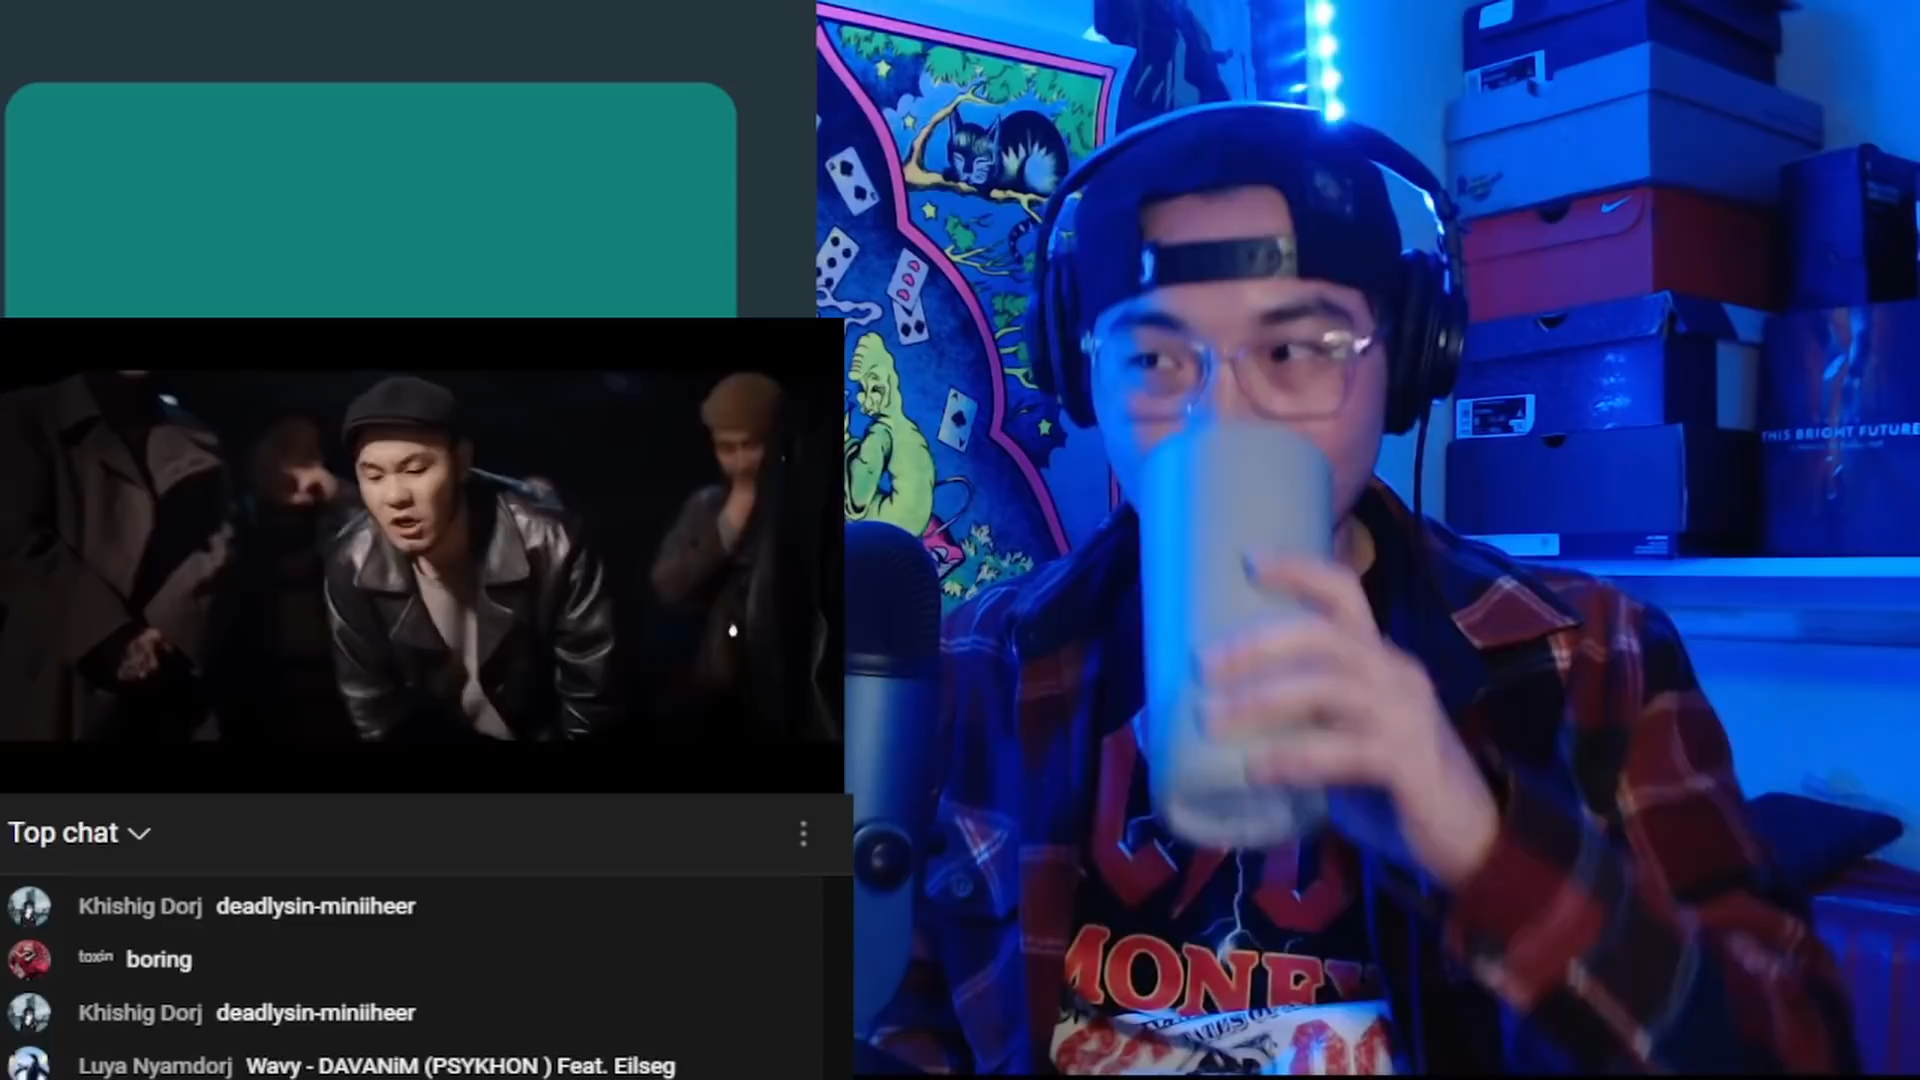 THIS BRIGHT FUTURE
MONEY
Top chat
Khishig Dorj deadlysin-miniiheer
toxin boring
Khishig Dorj deadlysin-miniiheer
Luya Nyamdorj Wavy - DAVANiM (PSYKHON ) Feat. Eilseg